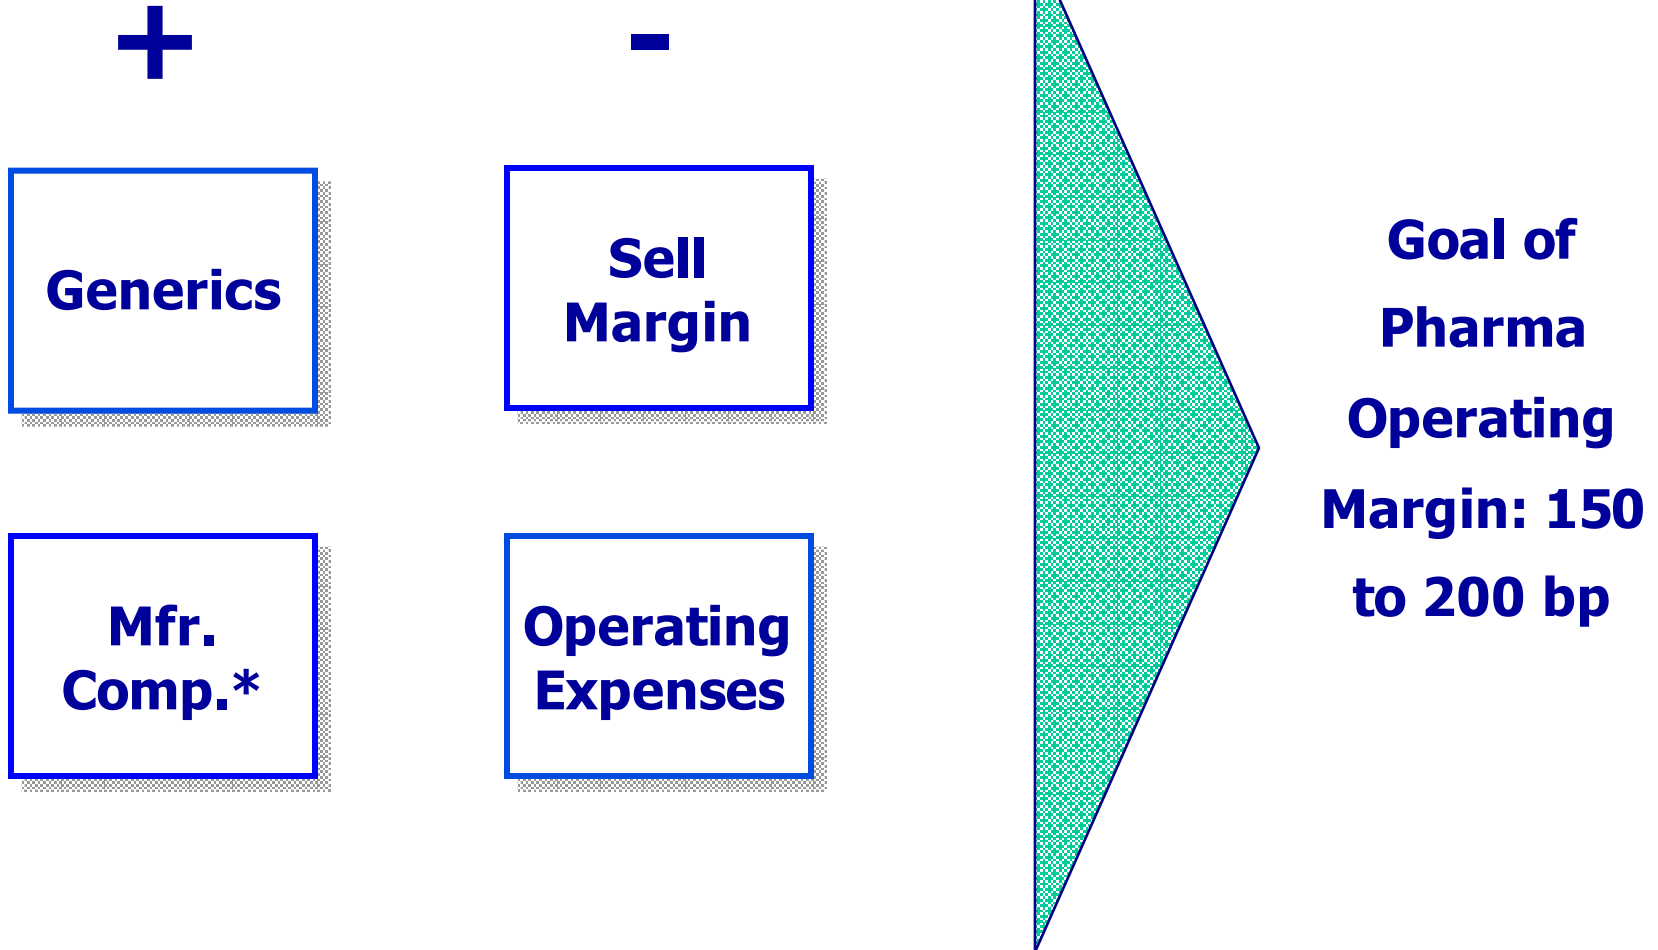 +
-
Generics
Sell
Margin
Mfr.
Comp.*
Operating
Expenses
Goal of
Pharma
Operating
Margin: 150
to 200 bp